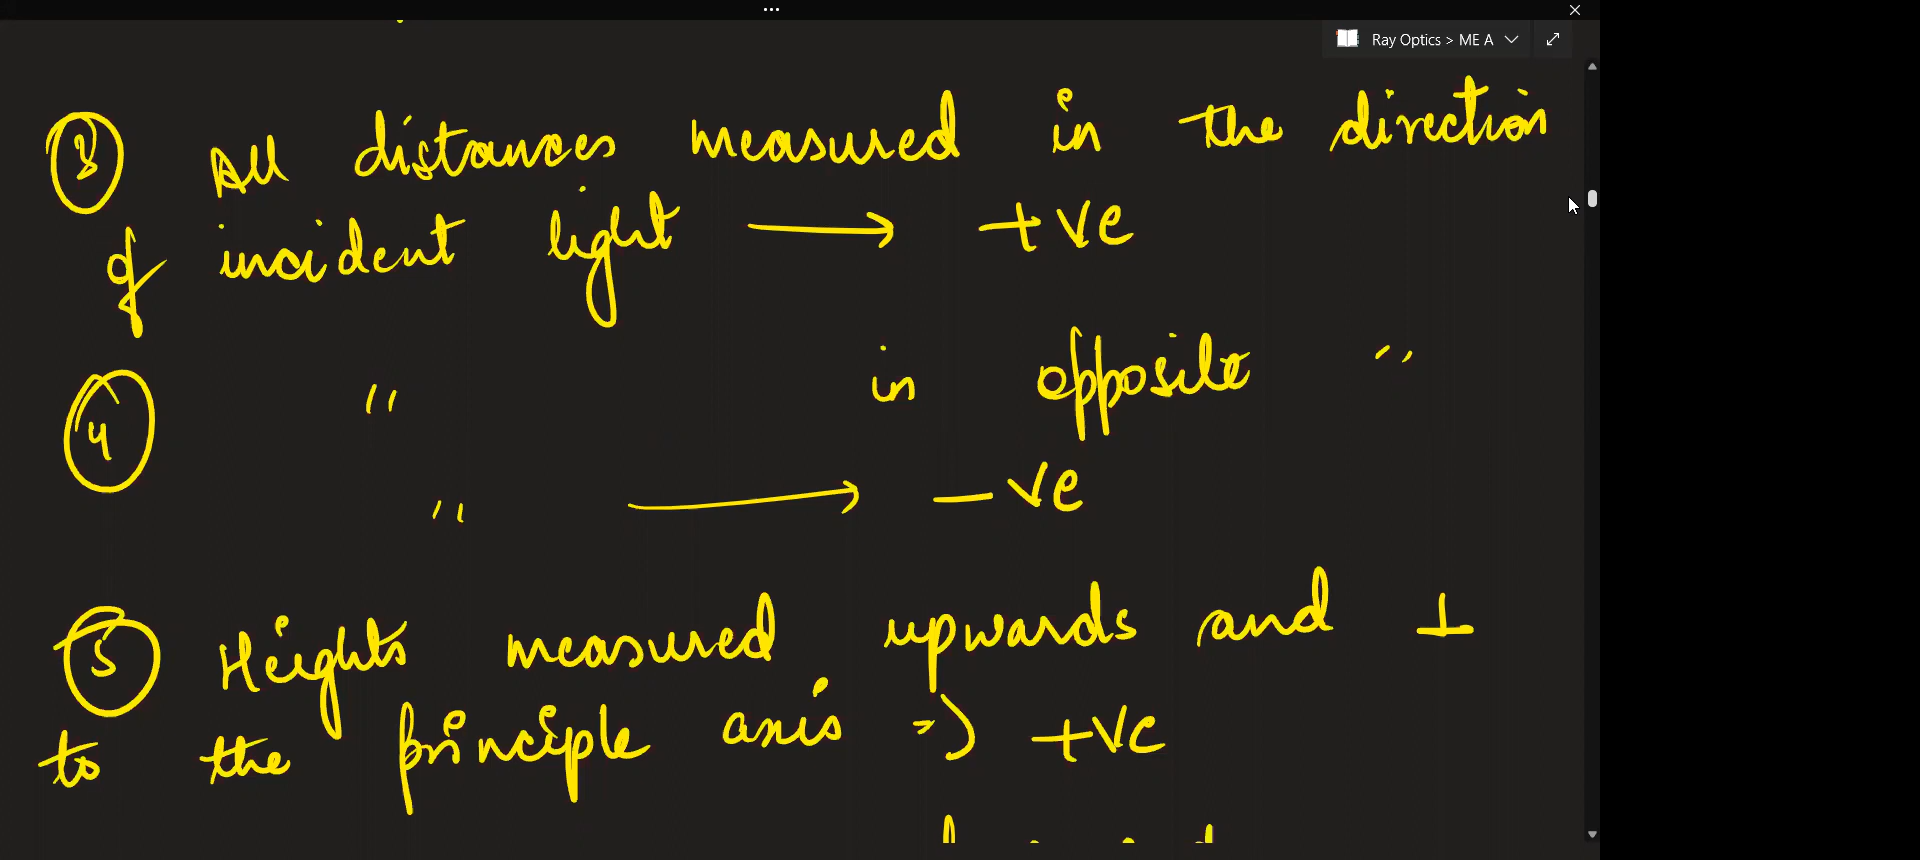 Ray Optics > ME A
③ All distances measured in the direction
of incident light → +ve
④ " in opposite "
" → -ve
⑤ Heights measured upwards and ⊥
to the principle axis => +ve